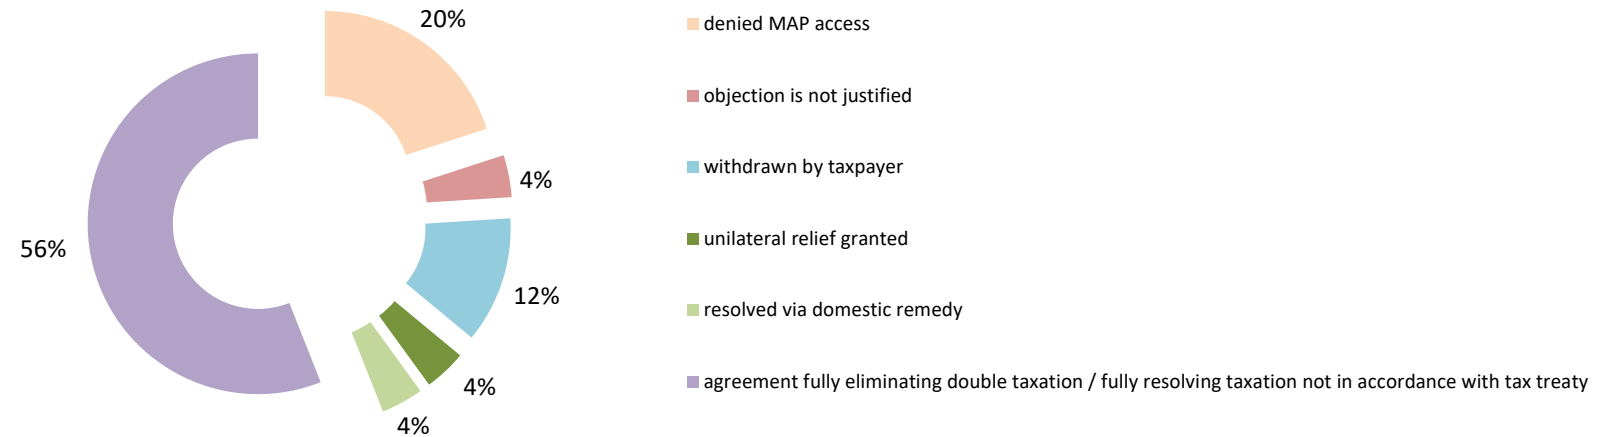 20%
4%
12%
4%
4%
56%
denied MAP access
objection is not justified
withdrawn by taxpayer
unilateral relief granted
resolved via domestic remedy
agreement fully eliminating double taxation / fully resolving taxation not in accordance with tax treaty